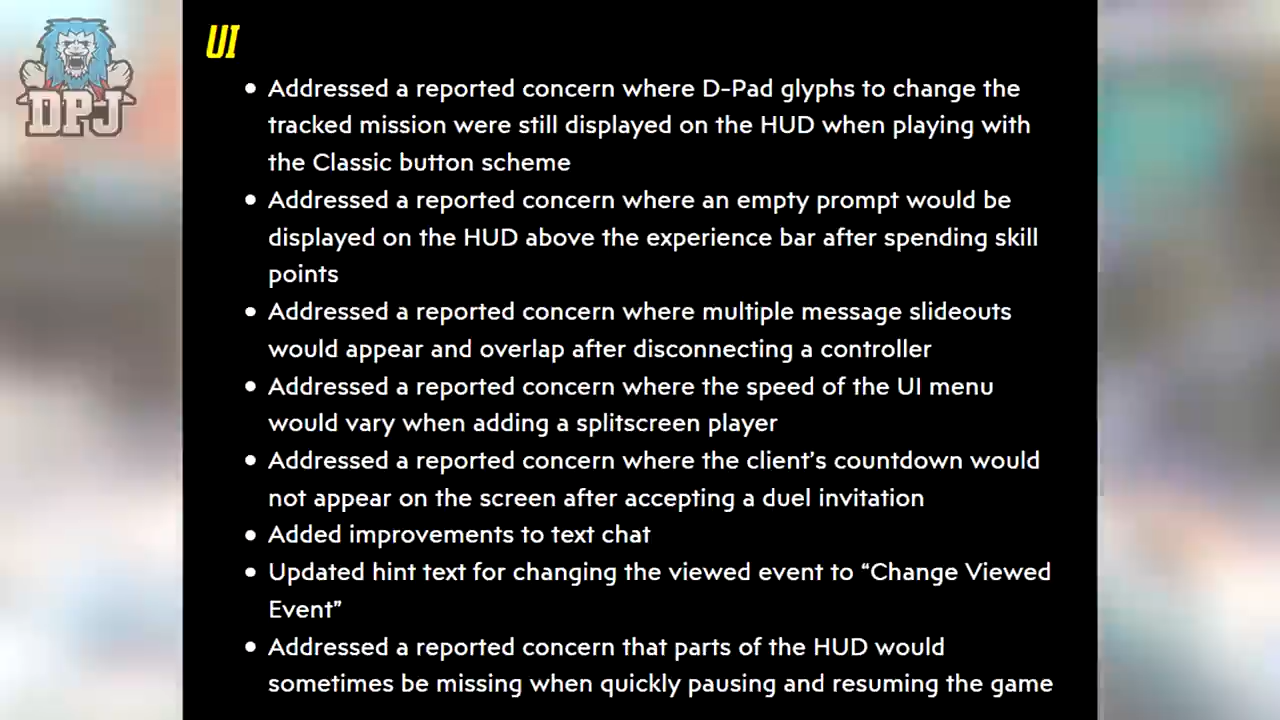 DPJ
UI
• Addressed a reported concern where D-Pad glyphs to change the
tracked mission were still displayed on the HUD when playing with
the Classic button scheme
• Addressed a reported concern where an empty prompt would be
displayed on the HUD above the experience bar after spending skill
points
• Addressed a reported concern where multiple message slideouts
would appear and overlap after disconnecting a controller
• Addressed a reported concern where the speed of the UI menu
would vary when adding a splitscreen player
• Addressed a reported concern where the client’s countdown would
not appear on the screen after accepting a duel invitation
• Added improvements to text chat
• Updated hint text for changing the viewed event to “Change Viewed
Event”
• Addressed a reported concern that parts of the HUD would
sometimes be missing when quickly pausing and resuming the game